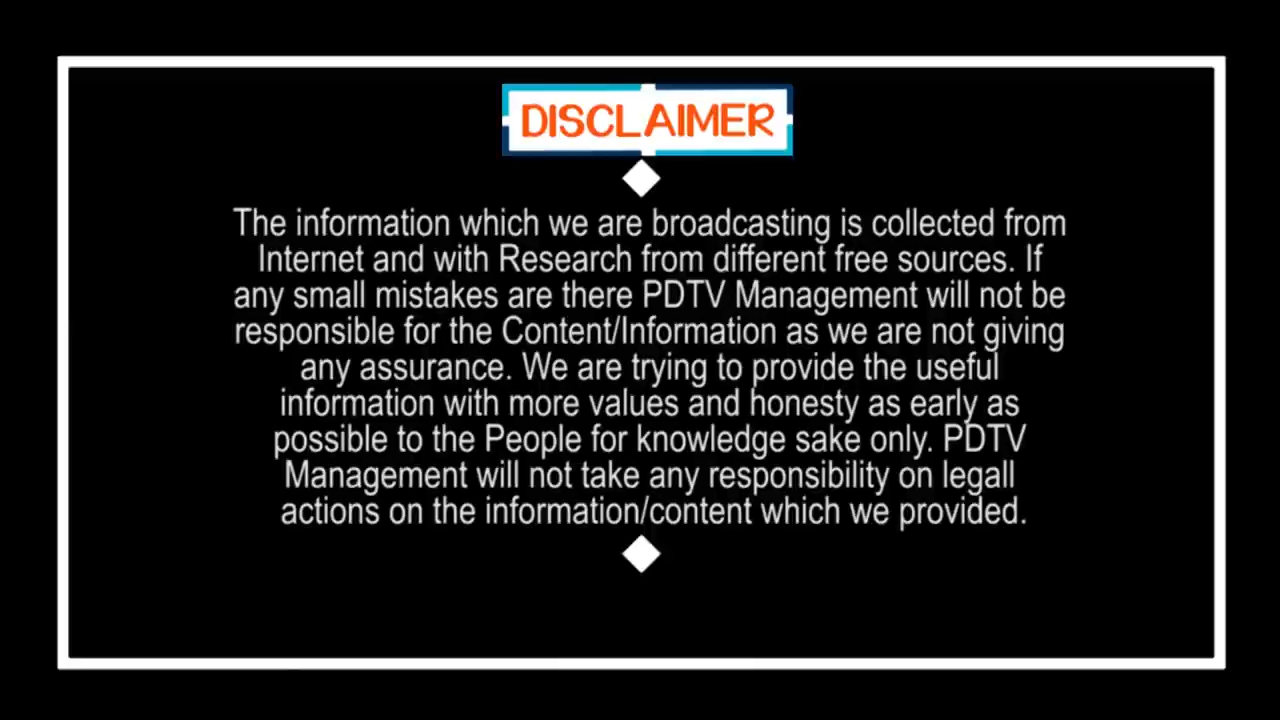 DISCLAIMER
The information which we are broadcasting is collected from
Internet and with Research from different free sources. If
any small mistakes are there PDTV Management will not be
responsible for the Content/Information as we are not giving
any assurance. We are trying to provide the useful
information with more values and honesty as early as
possible to the People for knowledge sake only. PDTV
Management will not take any responsibility on legall
actions on the information/content which we provided.